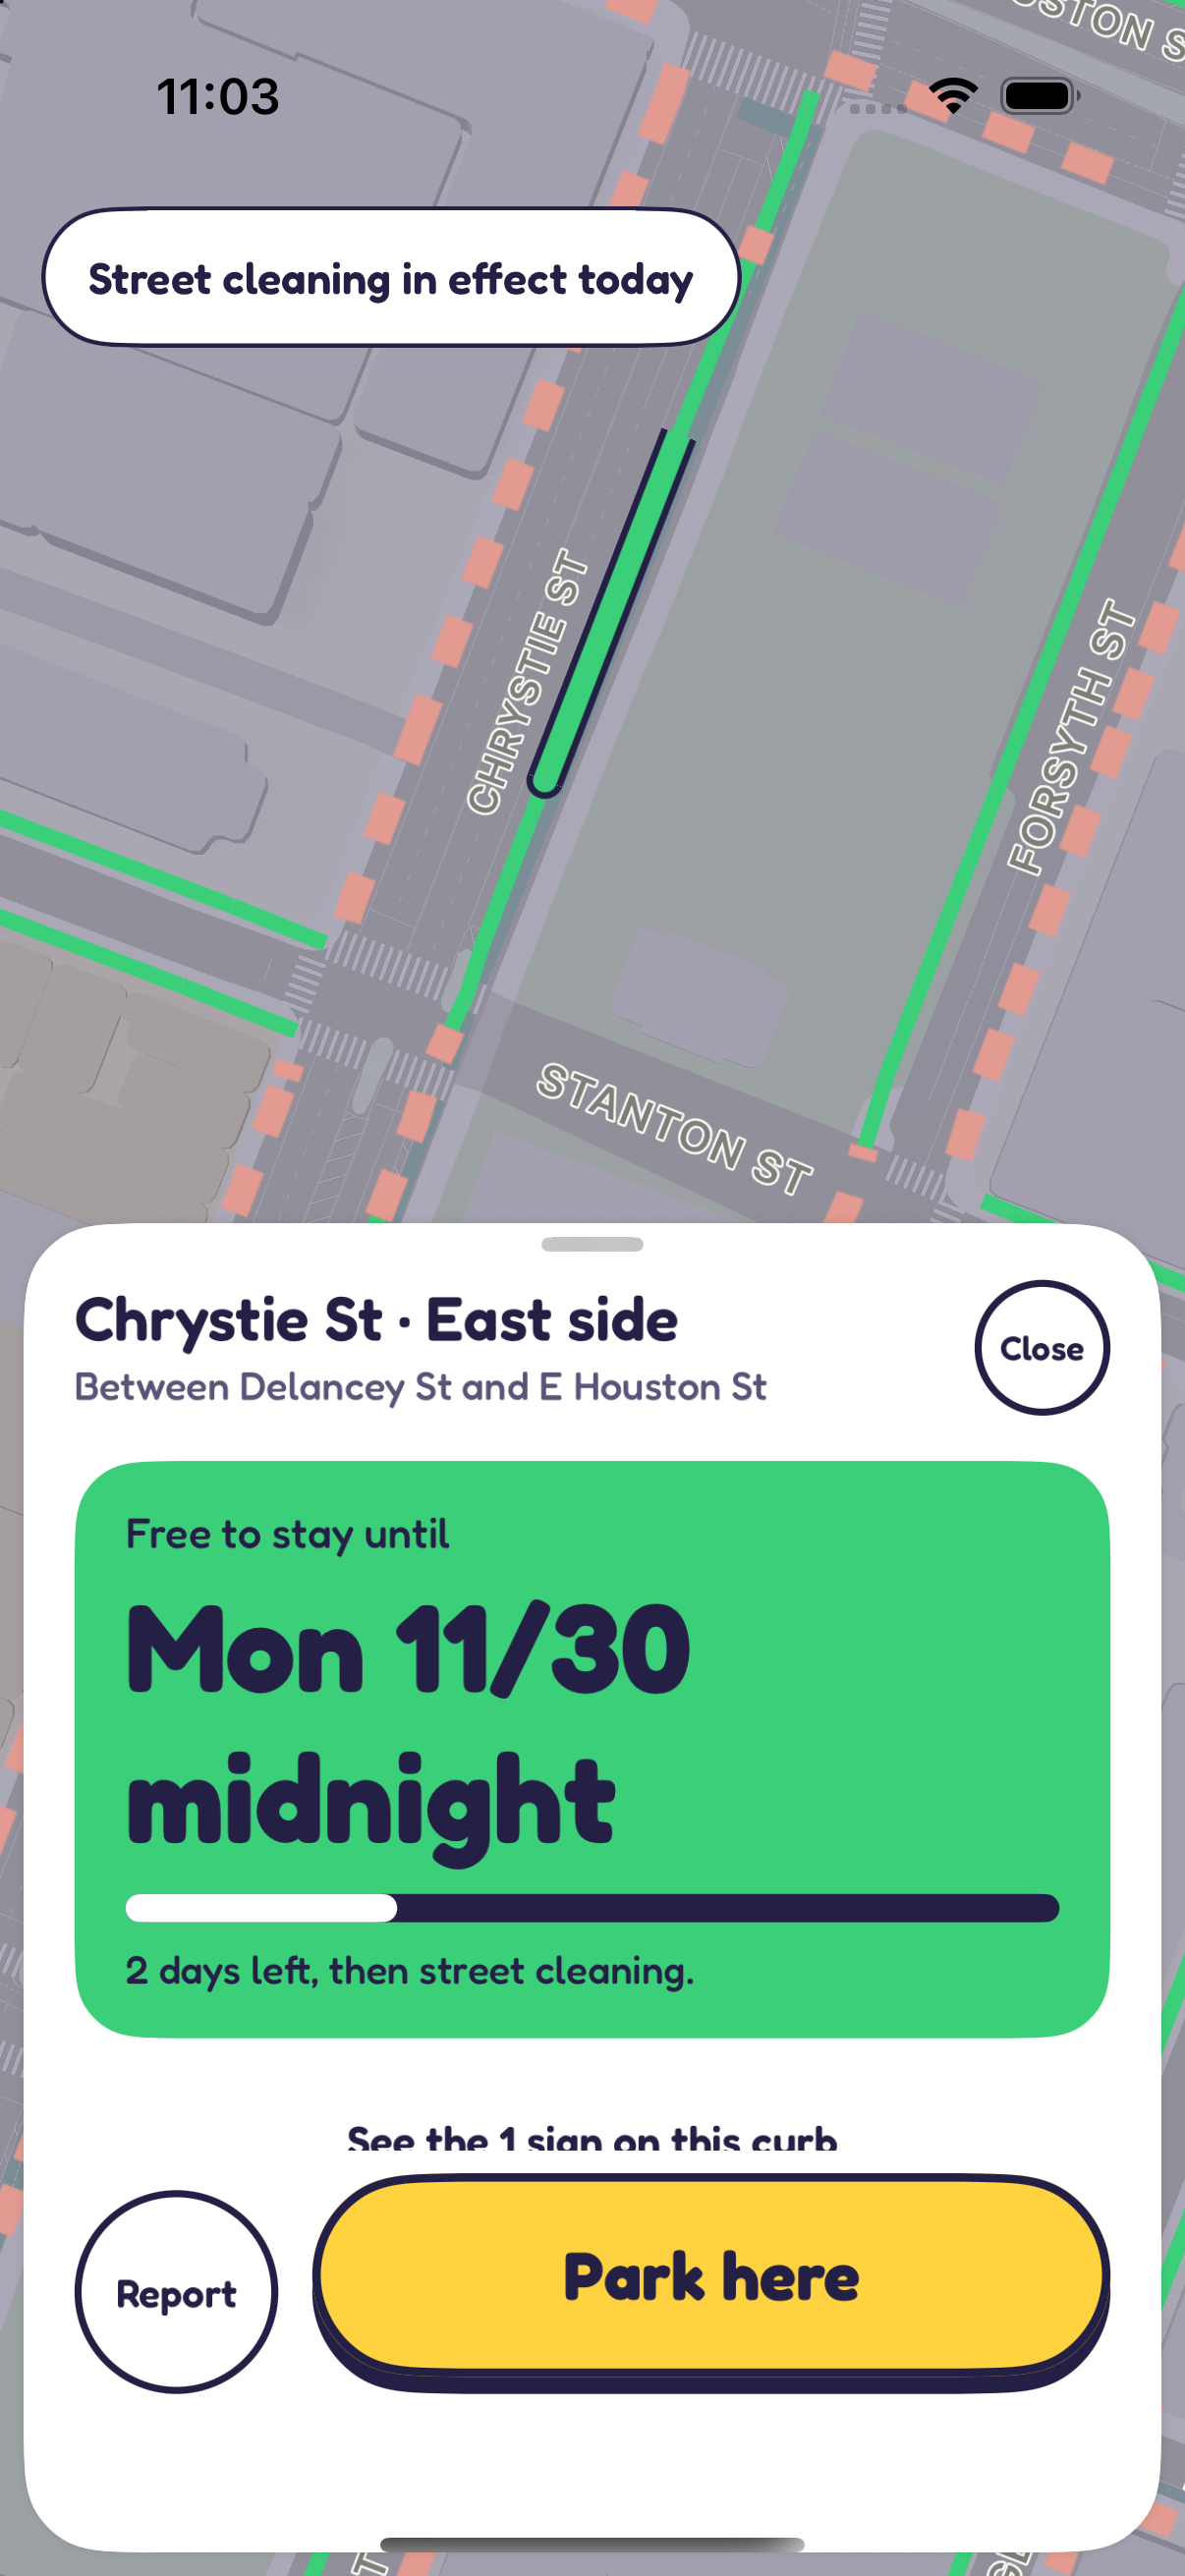 HOUSTON S
11:03
Street cleaning in effect today
CHRYSTIE ST
FORSYTH ST
STANTON ST
Chrystie St · East side
Close
Between Delancey St and E Houston St
Free to stay until
Mon 11/30
midnight
2 days left, then street cleaning.
See the 1 sign on this curb
Report
Park here